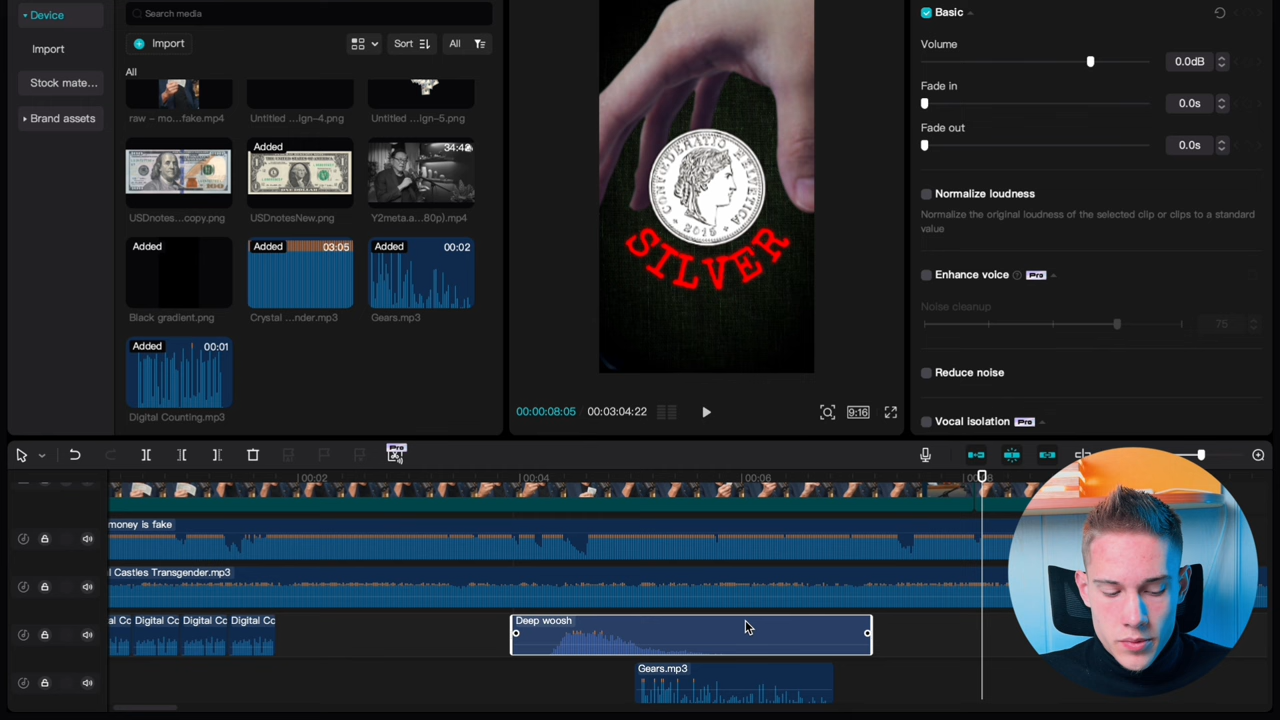 Device
Import
Stock mate...
Brand assets
Search media
Import
Sort
All
All
raw - mo...fake.mp4
Untitled ...ign-4.png
Untitled ...ign-5.png
USDnotes...copy.png
Added
USDnotesNew.png
34:42
Y2meta.a...80p).mp4
Added
Black gradient.png
Added
03:05
Crystal ...nder.mp3
Added
00:02
Gears.mp3
Added
00:01
Digital Counting.mp3
CONFŒDERATIO HELVETICA
2015
SILVER
00:00:08:05 / 00:03:04:22
9:16
Basic
Volume
0.0dB
Fade in
0.0s
Fade out
0.0s
Normalize loudness
Normalize the original loudness of the selected clip or clips to a standard
value
Enhance voice
Pro
Noise cleanup
75
Reduce noise
Vocal isolation
Pro
Pro
00:02
00:04
00:06
money is fake
l Castles Transgender.mp3
al Cc
Digital Cc
Digital Cc
Digital Cc
Deep woosh
Gears.mp3